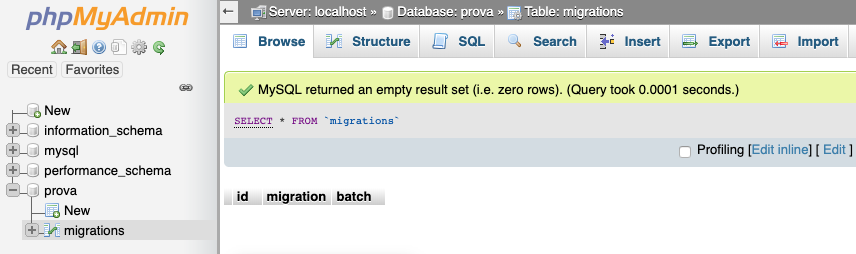 phpMyAdmin
Recent Favorites
New
information_schema
mysql
performance_schema
prova
New
migrations
Server: localhost » Database: prova » Table: migrations
Browse Structure SQL Search Insert Export Import
MySQL returned an empty result set (i.e. zero rows). (Query took 0.0001 seconds.)
SELECT * FROM `migrations`
Profiling [Edit inline] [ Edit ]
id migration batch